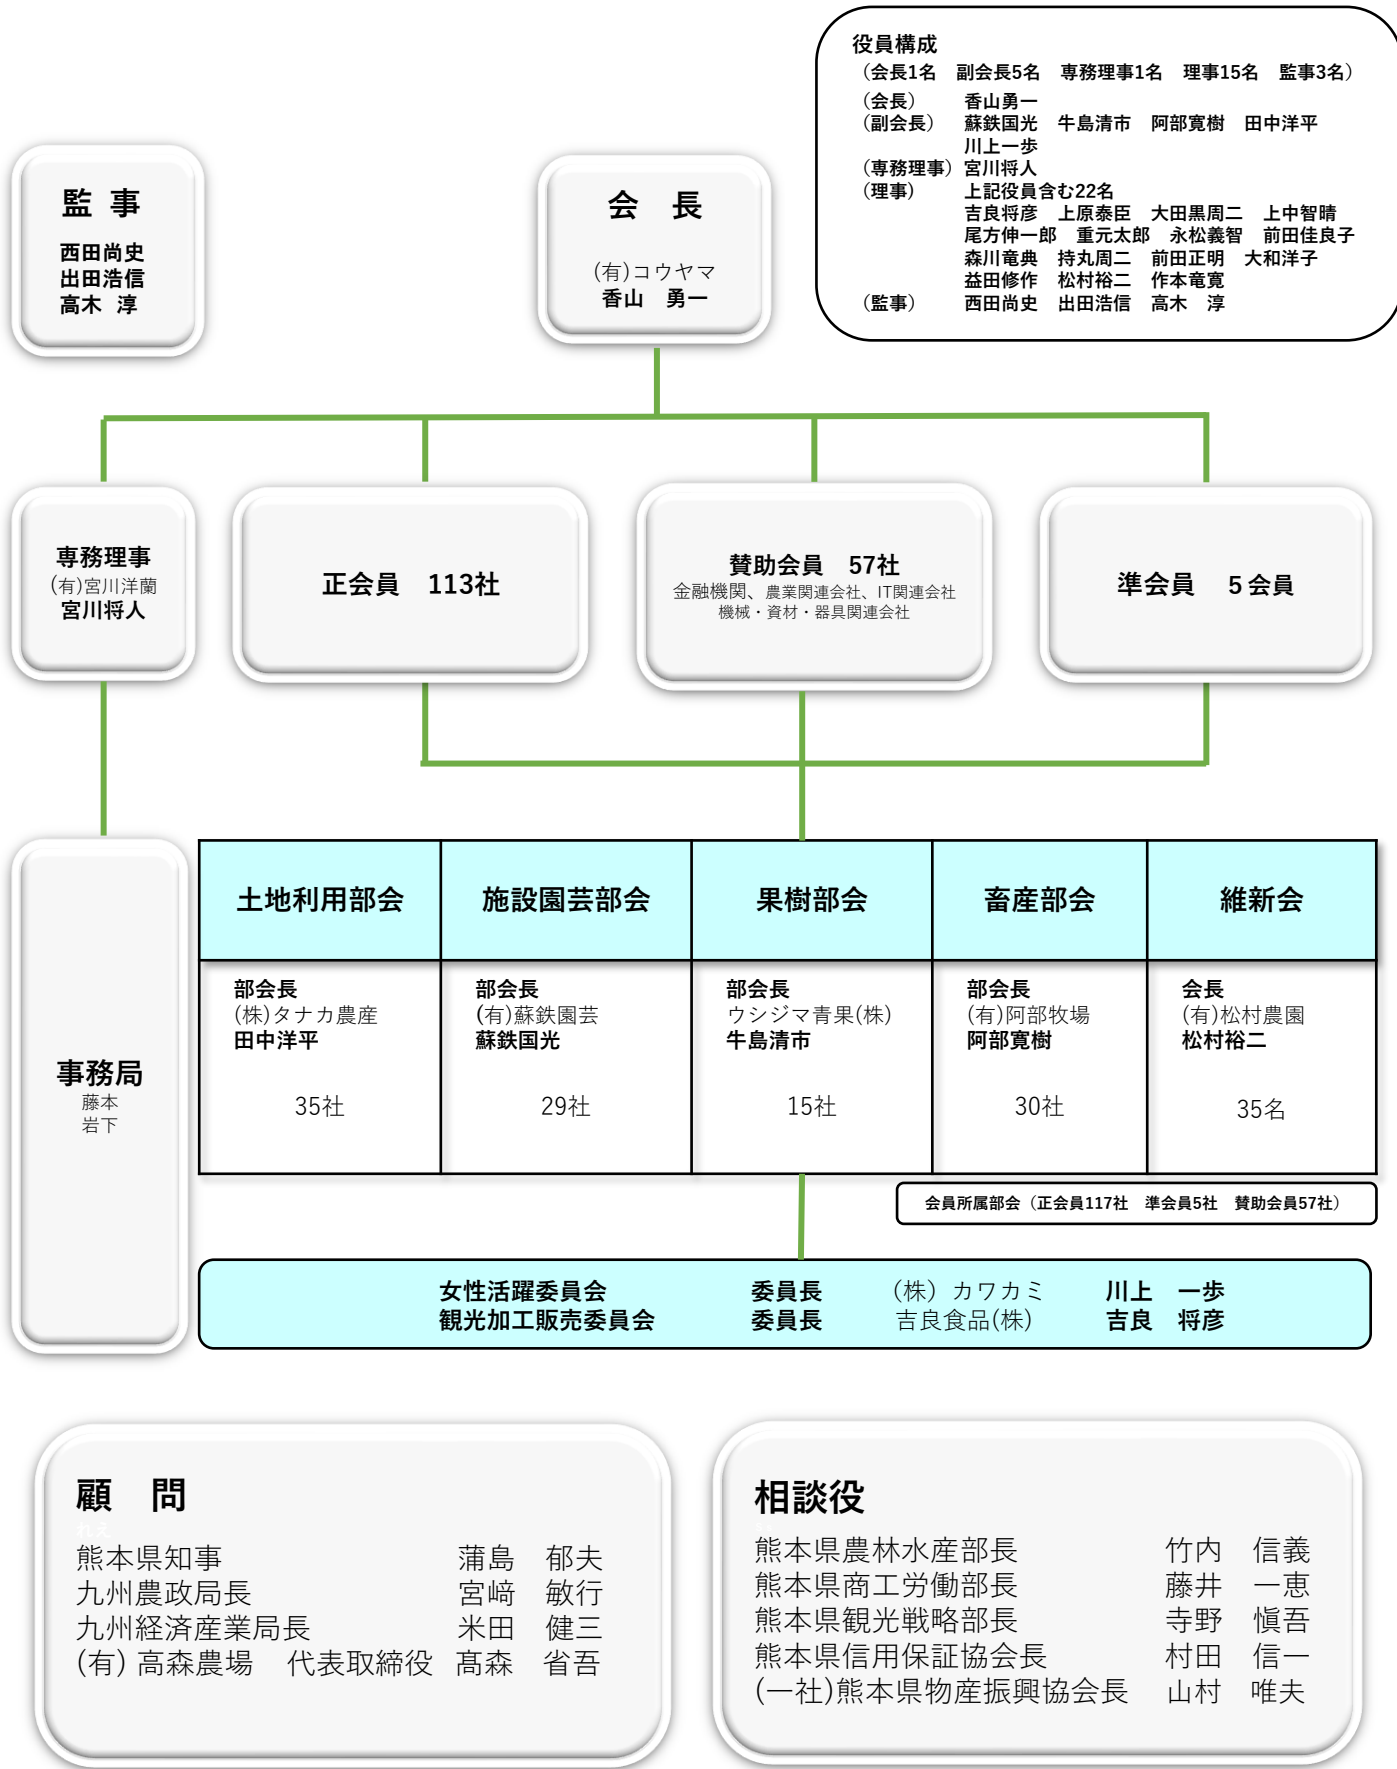 役員構成
（会長1名　副会長5名　専務理事1名　理事15名　監事3名）
（会長）　香山勇一
（副会長）　蘇鉄国光　牛島清市　阿部寛樹　田中洋平
川上一歩
（専務理事）宮川将人
（理事）　上記役員含む22名
吉良将彦　上原泰臣　大田黒周二　上中智晴
尾方伸一郎　重元太郎　永松義智　前田佳良子
森川竜典　持丸周二　前田正明　大和洋子
益田修作　松村裕二　作本竜寛
（監事）　西田尚史　出田浩信　高木　淳
監 事
西田尚史
出田浩信
高木 淳
会　長
(有)コウヤマ
香山　勇一
専務理事
(有)宮川洋蘭
宮川将人
正会員　113社
賛助会員　57社
金融機関、農業関連会社、IT関連会社
機械・資材・器具関連会社
準会員　5会員
事務局
藤本
岩下
土地利用部会
部会長
(株)タナカ農産
田中洋平
35社
施設園芸部会
部会長
(有)蘇鉄園芸
蘇鉄国光
29社
果樹部会
部会長
ウシジマ青果(株)
牛島清市
15社
畜産部会
部会長
(有)阿部牧場
阿部寛樹
30社
維新会
会長
(有)松村農園
松村裕二
35名
会員所属部会（正会員117社　準会員5社　賛助会員57社）
女性活躍委員会　委員長　（株）カワカミ　川上　一歩
観光加工販売委員会　委員長　吉良食品(株)　吉良　将彦
顧　問
れえ
熊本県知事　蒲島　郁夫
九州農政局長　宮﨑　敏行
九州経済産業局長　米田　健三
(有) 高森農場　代表取締役　髙森　省吾
相談役
熊本県農林水産部長　竹内　信義
熊本県商工労働部長　藤井　一恵
熊本県観光戦略部長　寺野　愼吾
熊本県信用保証協会長　村田　信一
(一社)熊本県物産振興協会長　山村　唯夫